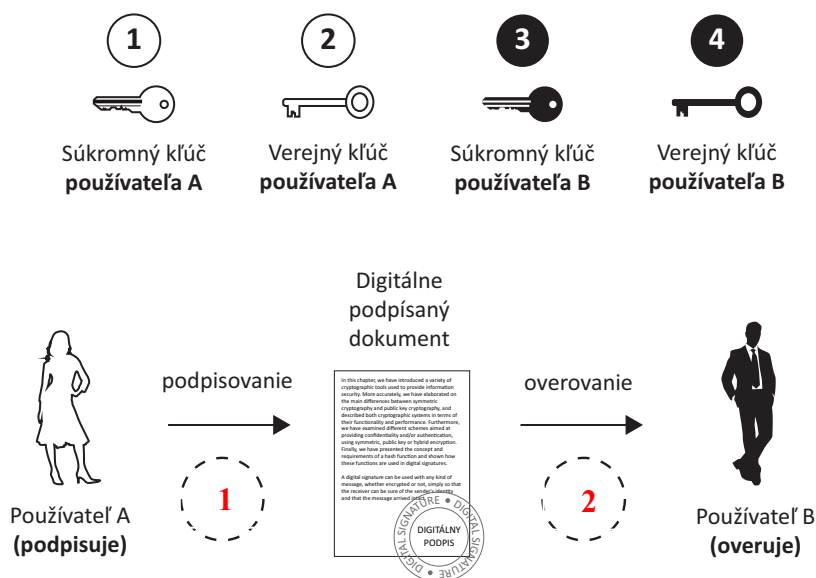 1
2
3
4
Súkromný kľúč
používateľa A
Verejný kľúč
používateľa A
Súkromný kľúč
používateľa B
Verejný kľúč
používateľa B
Digitálne
podpísaný
dokument
podpisovanie
overovanie
In this chapter, we have introduced a variety of
cryptographic tools used to provide information
security. More accurately, we have elaborated on
the main differences between symmetric
cryptography and public key cryptography, and
described both cryptographic systems in terms of
their functionality and performance. Furthermore,
we have examined different schemes aimed at
providing confidentiality and/or authentication,
using symmetric, public key or hybrid encryption.
Finally, we have presented the concept and
requirements of a hash function and shown how
these functions are used in digital signatures.
A digital signature can be used with any kind of
message, whether encrypted or not, simply so that
the receiver can be sure of the sender's identity
and that the message arrived intact.
DIGITAL SIGNATURE • DIGITAL SIGNATURE •
DIGITÁLNY
PODPIS
1
2
Používateľ A
(podpisuje)
Používateľ B
(overuje)